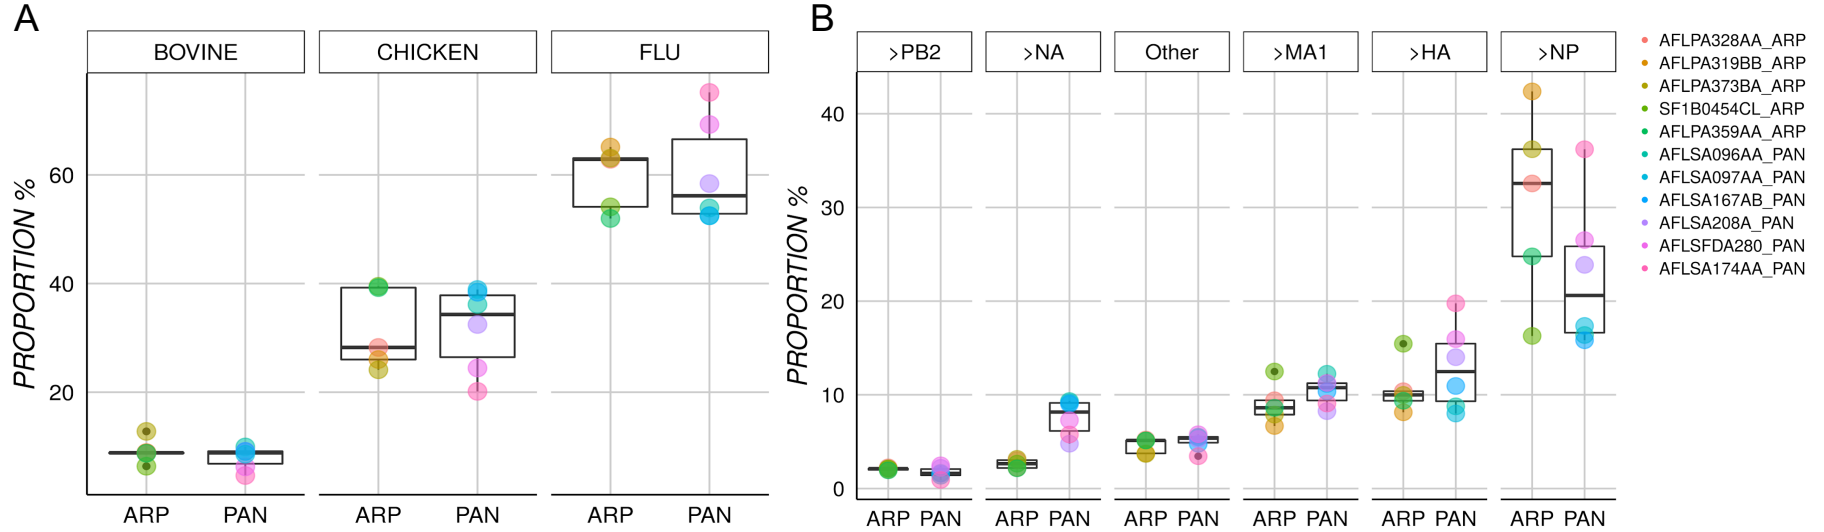 A
BOVINE CHICKEN FLU
PROPORTION %
60
40
20
ARP PAN ARP PAN ARP PAN
B
>PB2 >NA Other >MA1 >HA >NP
PROPORTION %
40
30
20
10
0
ARP PAN ARP PAN ARP PAN ARP PAN ARP PAN ARP PAN
AFLPA328AA_ARP
AFLPA319BB_ARP
AFLPA373BA_ARP
SF1B0454CL_ARP
AFLPA359AA_ARP
AFLSA096AA_PAN
AFLSA097AA_PAN
AFLSA167AB_PAN
AFLSA208A_PAN
AFLSFDA280_PAN
AFLSA174AA_PAN